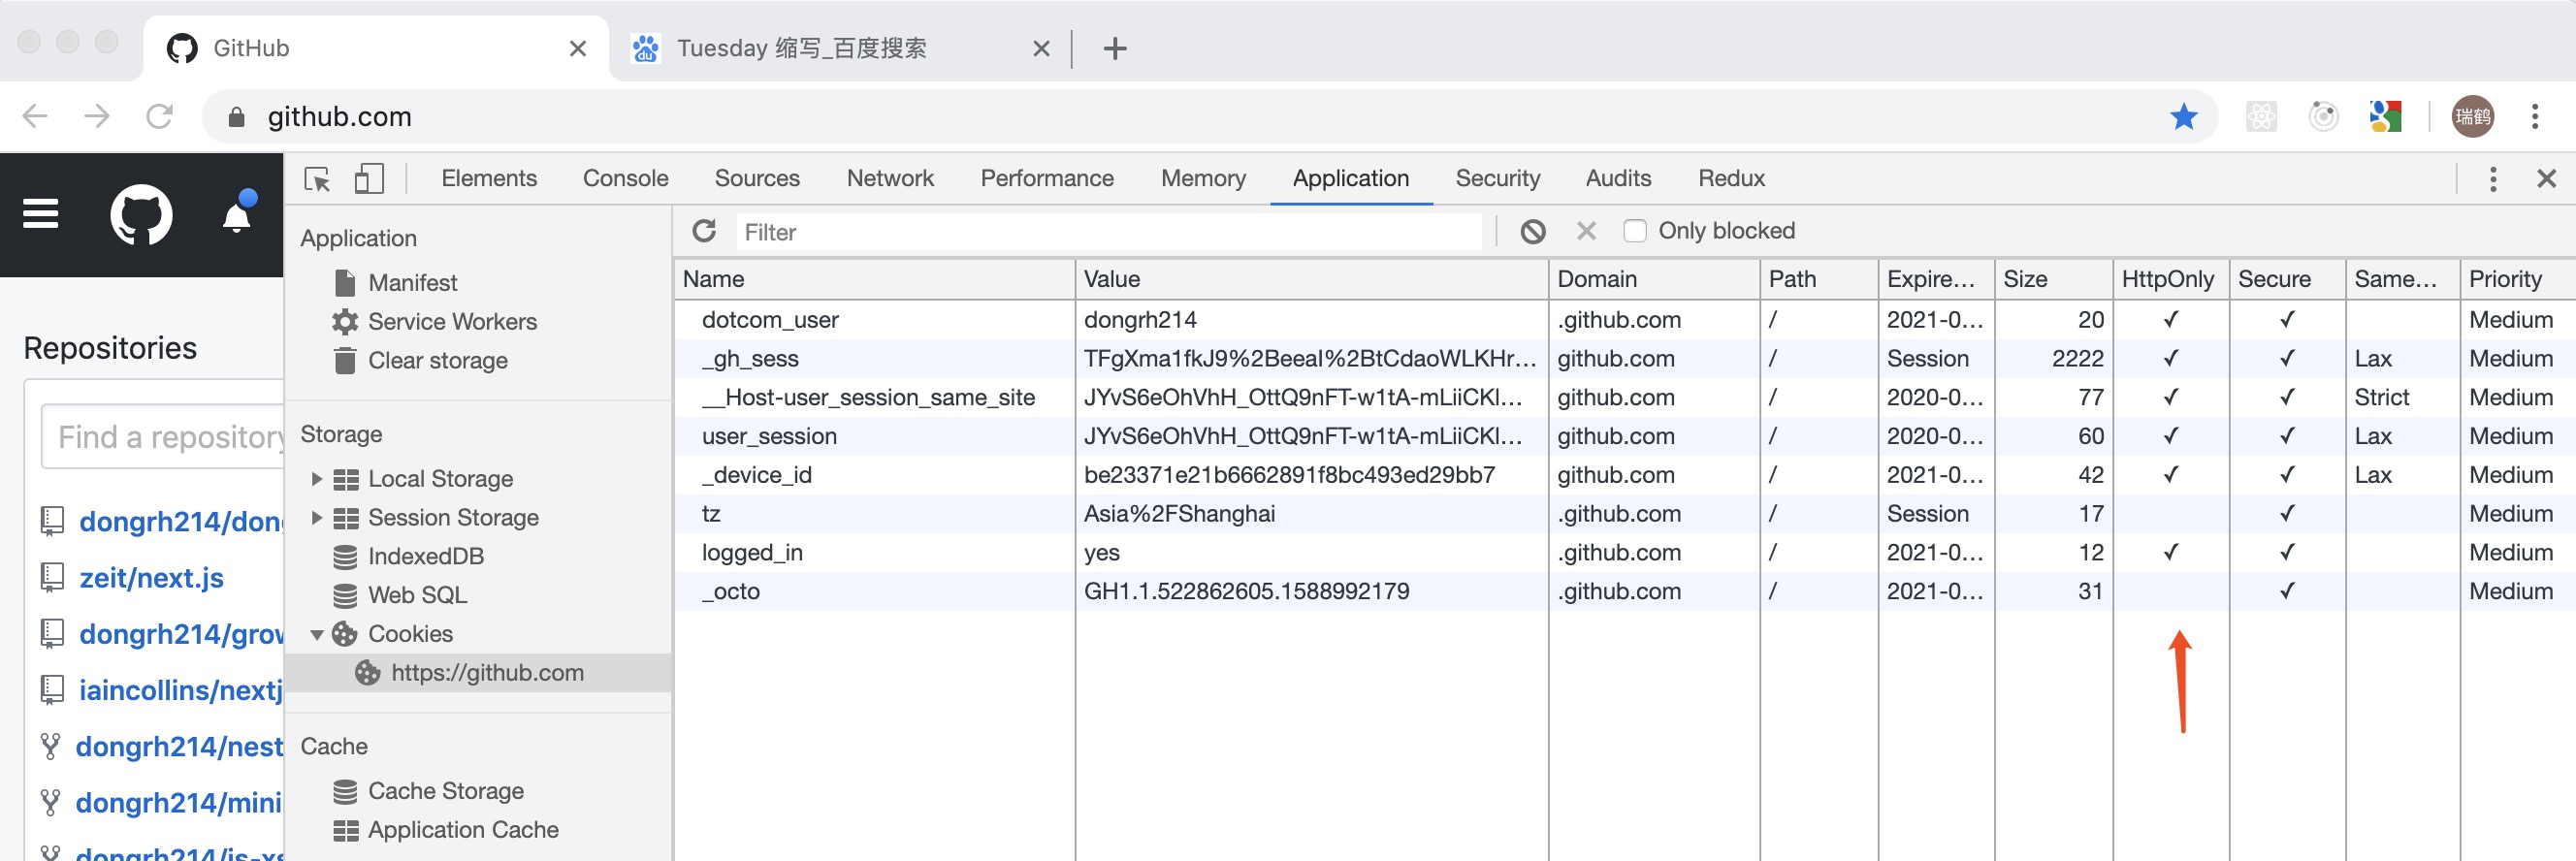 GitHub
Tuesday 缩写_百度搜索
github.com
瑞鹤
Elements Console Sources Network Performance Memory Application Security Audits Redux
Filter
Only blocked
Application
Manifest
Service Workers
Clear storage
Storage
Local Storage
Session Storage
IndexedDB
Web SQL
Cookies
https://github.com
Cache
Cache Storage
Application Cache
Repositories
Find a repository
dongrh214/dong
zeit/next.js
dongrh214/grow
iaincollins/nextj
dongrh214/nest
dongrh214/mini
dongrh214/js-xs
Name Value Domain Path Expire... Size HttpOnly Secure Same... Priority
dotcom_user dongrh214 .github.com / 2021-0... 20 ✓ ✓ Medium
_gh_sess TFgXma1fkJ9%2BeeaI%2BtCdaoWLKHr... github.com / Session 2222 ✓ ✓ Lax Medium
__Host-user_session_same_site JYvS6eOhVhH_OttQ9nFT-w1tA-mLiiCKl... github.com / 2020-0... 77 ✓ ✓ Strict Medium
user_session JYvS6eOhVhH_OttQ9nFT-w1tA-mLiiCKl... github.com / 2020-0... 60 ✓ ✓ Lax Medium
_device_id be23371e21b6662891f8bc493ed29bb7 github.com / 2021-0... 42 ✓ ✓ Lax Medium
tz Asia%2FShanghai .github.com / Session 17 ✓ Medium
logged_in yes .github.com / 2021-0... 12 ✓ ✓ Medium
_octo GH1.1.522862605.1588992179 .github.com / 2021-0... 31 ✓ Medium